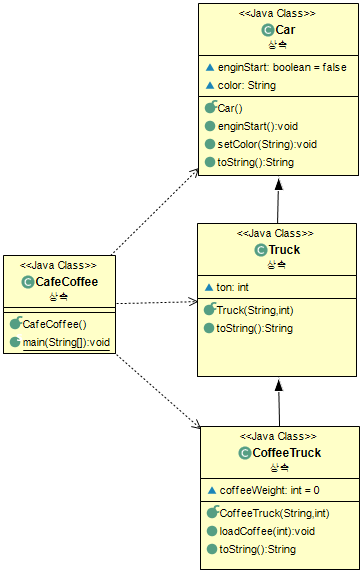 <<Java Class>>
Car
상속
enginStart: boolean = false
color: String
Car()
enginStart():void
setColor(String):void
toString():String
<<Java Class>>
Truck
상속
ton: int
Truck(String,int)
toString():String
<<Java Class>>
CafeCoffee
상속
CafeCoffee()
main(String[]):void
<<Java Class>>
CoffeeTruck
상속
coffeeWeight: int = 0
CoffeeTruck(String,int)
loadCoffee(int):void
toString():String